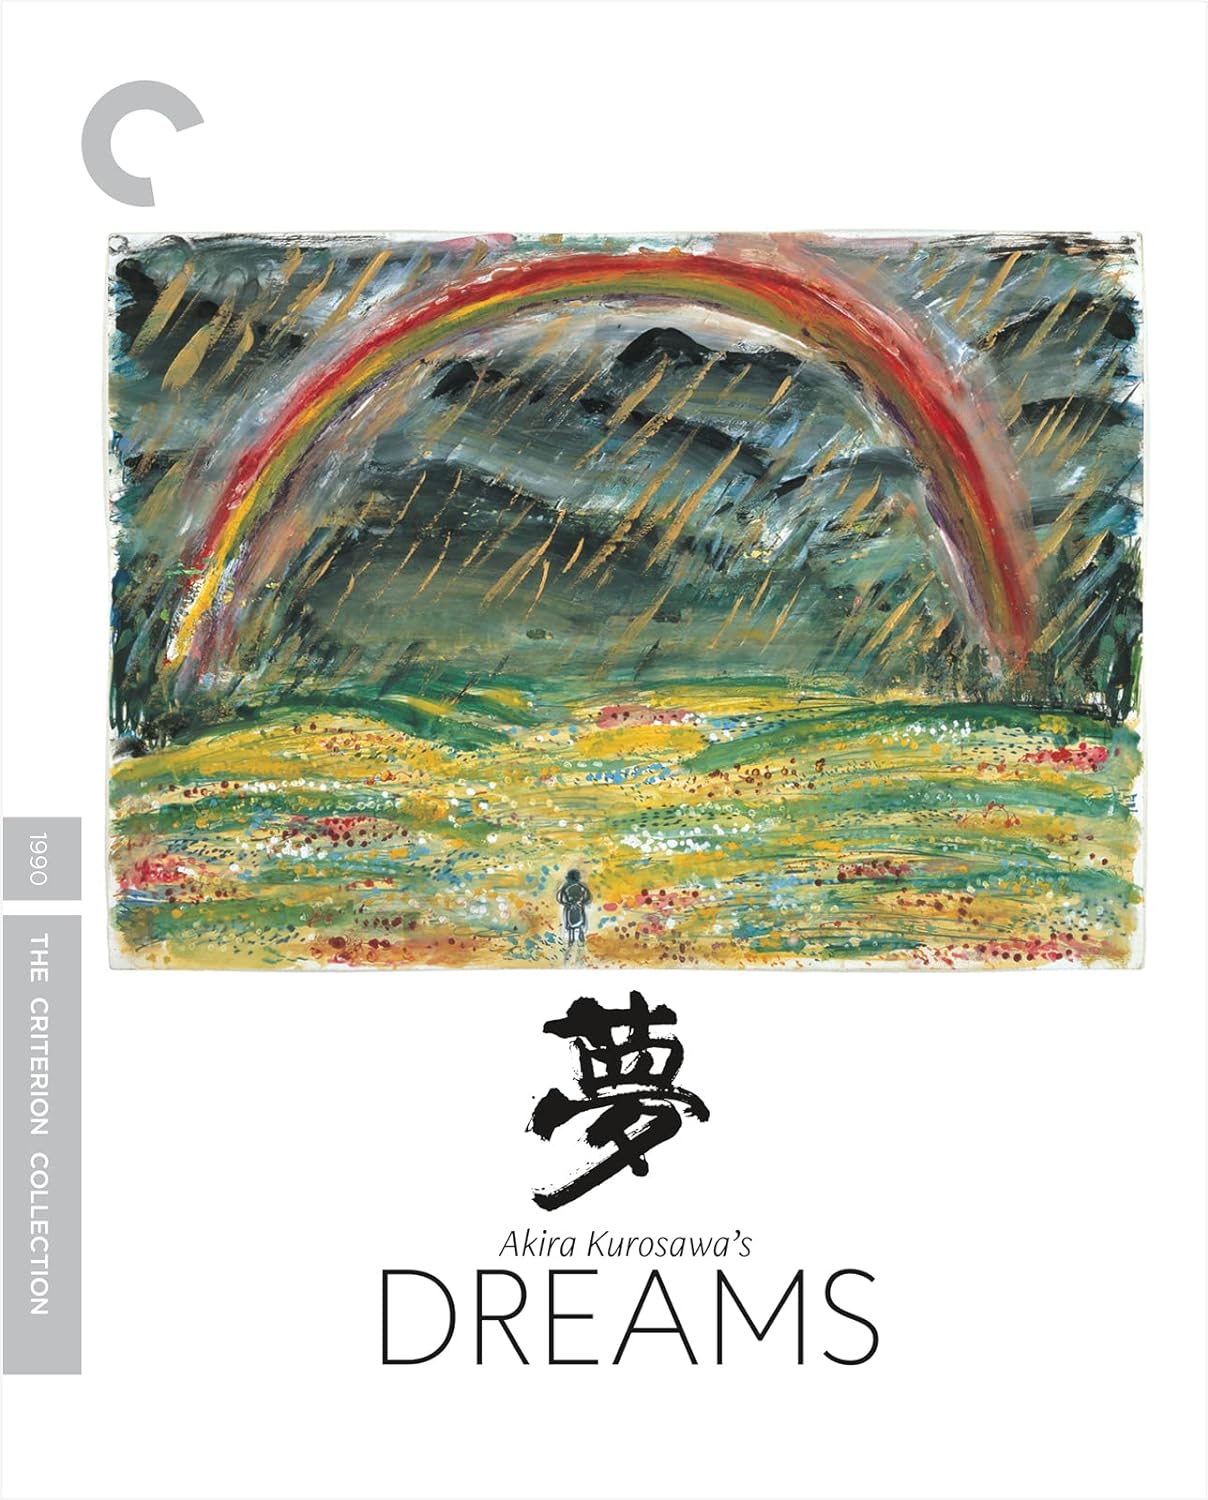 1990
THE CRITERION COLLECTION
夢
Akira Kurosawa’s
DREAMS